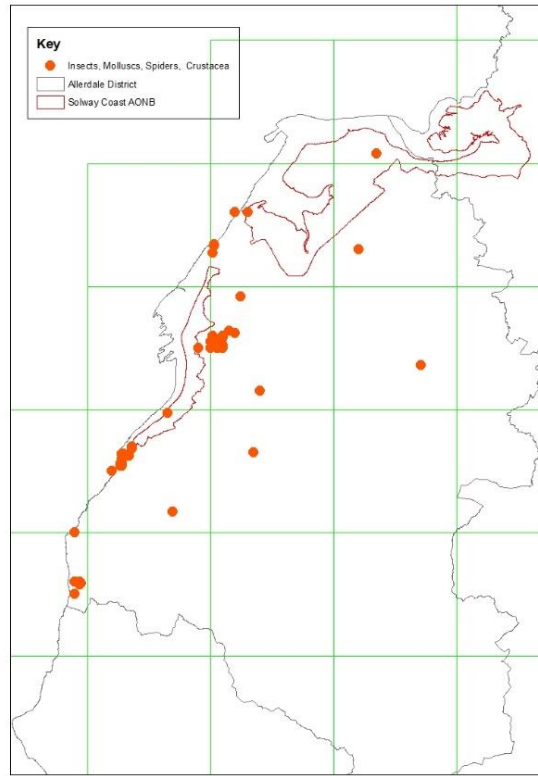 Key
Insects, Molluscs, Spiders, Crustacea
Allerdale District
Solway Coast AONB